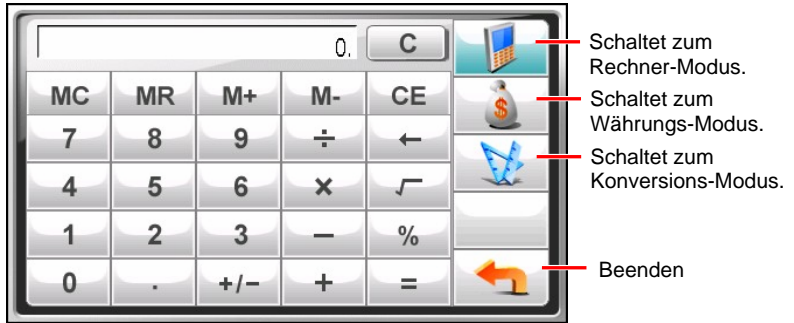 0. C
MC MR M+ M- CE
7 8 9 ÷ ←
4 5 6 × √
1 2 3 − %
0 . +/− + =
$
Schaltet zum
Rechner-Modus.
Schaltet zum
Währungs-Modus.
Schaltet zum
Konversions-Modus.
Beenden